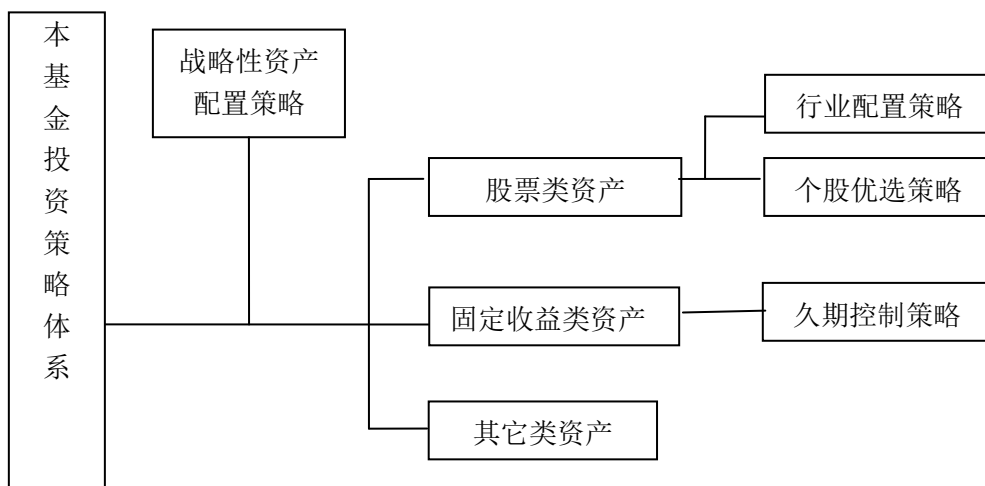 本
基
金
投
资
策
略
体
系
战略性资产
配置策略
行业配置策略
股票类资产
个股优选策略
固定收益类资产
久期控制策略
其它类资产